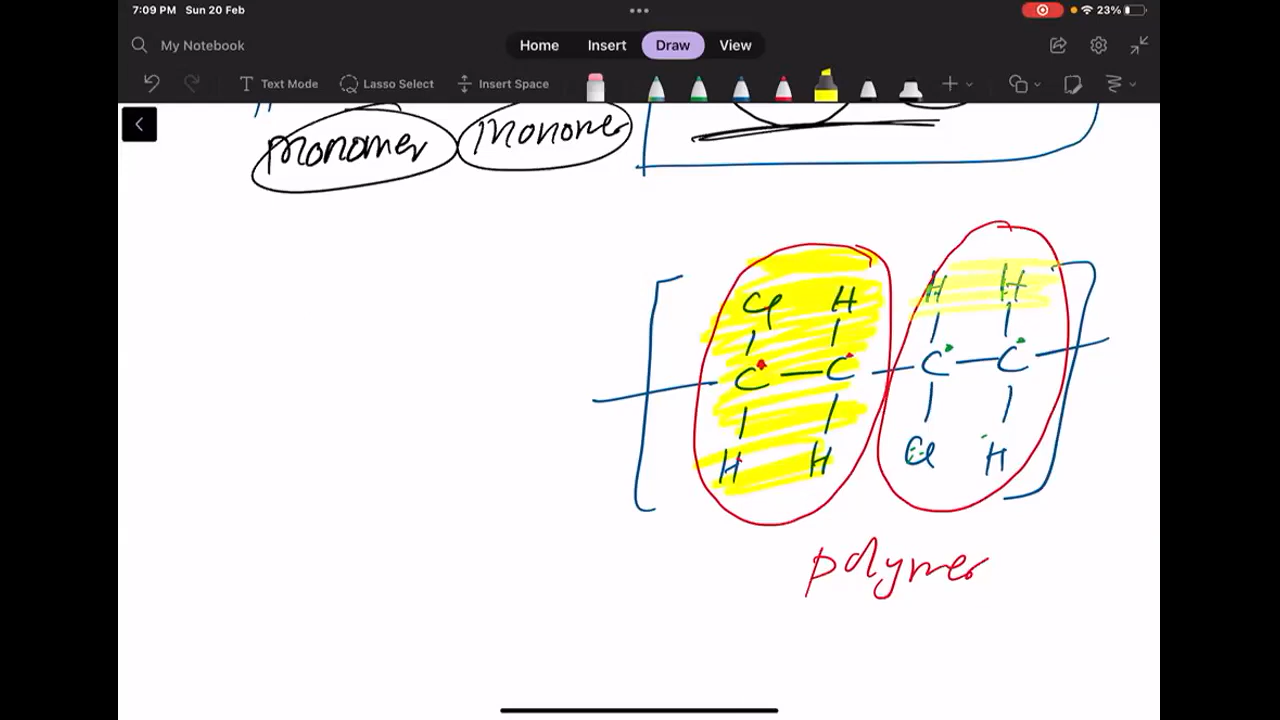 7:09 PM Sun 20 Feb 23%
My Notebook Home Insert Draw View
Text Mode Lasso Select Insert Space
monomer monomer
Cl H H H
C — C — C — C
H H Cl H
polymer